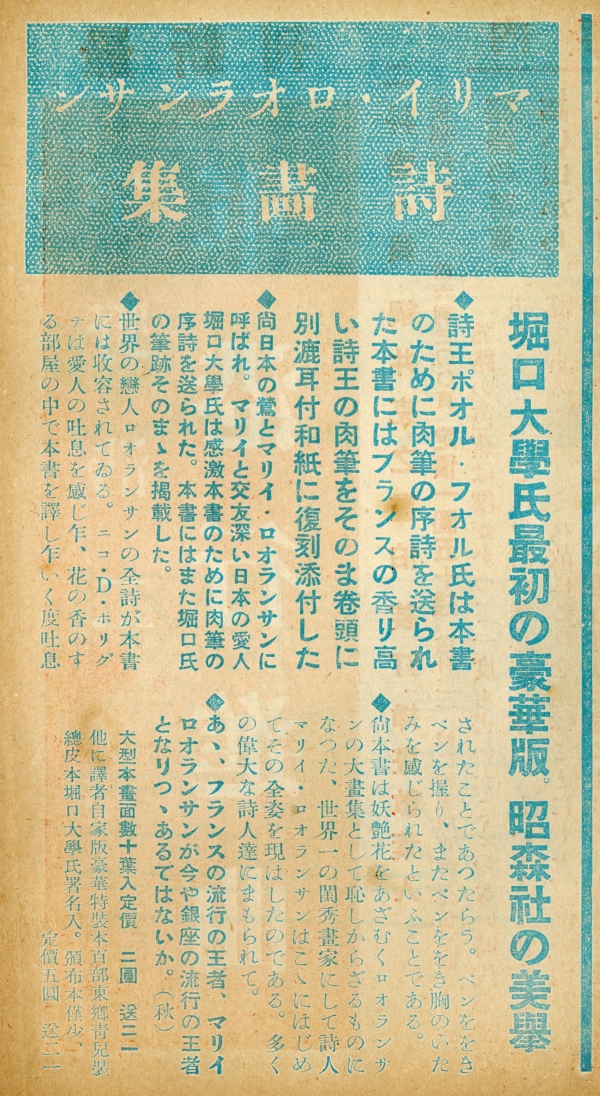 マリイ・ロオランサン
詩畫集
堀口大學氏最初の豪華版。昭森社の美擧
◆詩王ポオル・フオル氏は本書
のために肉筆の序詩を送られ
た本書にはフランスの香り高
い詩王の肉筆をそのま卷頭に
別漉耳付和紙に復刻添付した
◆尚日本の鶯とマリイ・ロオランサンに
呼ばれ。マリイと交友深い日本の愛人
堀口大學氏は感激本書のために肉筆の
序詩を送られた。本書にはまた堀口氏
の筆跡そのまゝを揭載した。
◆世界の戀人ロオランサンの全詩が本書
には收容されてゐる。ニコ・D・ホリグ
チは愛人の吐息を感じ乍、花の香のす
る部屋の中で本書を譯し乍いく度吐息
されたことであつたらう。ペンををき
ペンを握り、またペンををき胸のいた
みを感じられたといふことである。
◆尚本書は妖艶花をあざむくロオランサ
ンの大畫集として恥しからざるものに
なつた、世界一の閨秀畫家にして詩人
マリイ・ロオランサンはこゝにはじめ
てその全姿を現はしたのである。多く
の偉大な詩人達にまもられて。
◆あゝ、フランスの流行の王者、マリイ
ロオランサンが今や銀座の流行の王者
となりつゝあるではないか。（秋）
大型本畫面數十葉入定價 二圓 送二一
他に譯者自家版豪華特裝本百部東鄕靑兒裝
總皮本堀口大學氏署名入。頒布本僅少、
定價五圓 送二一